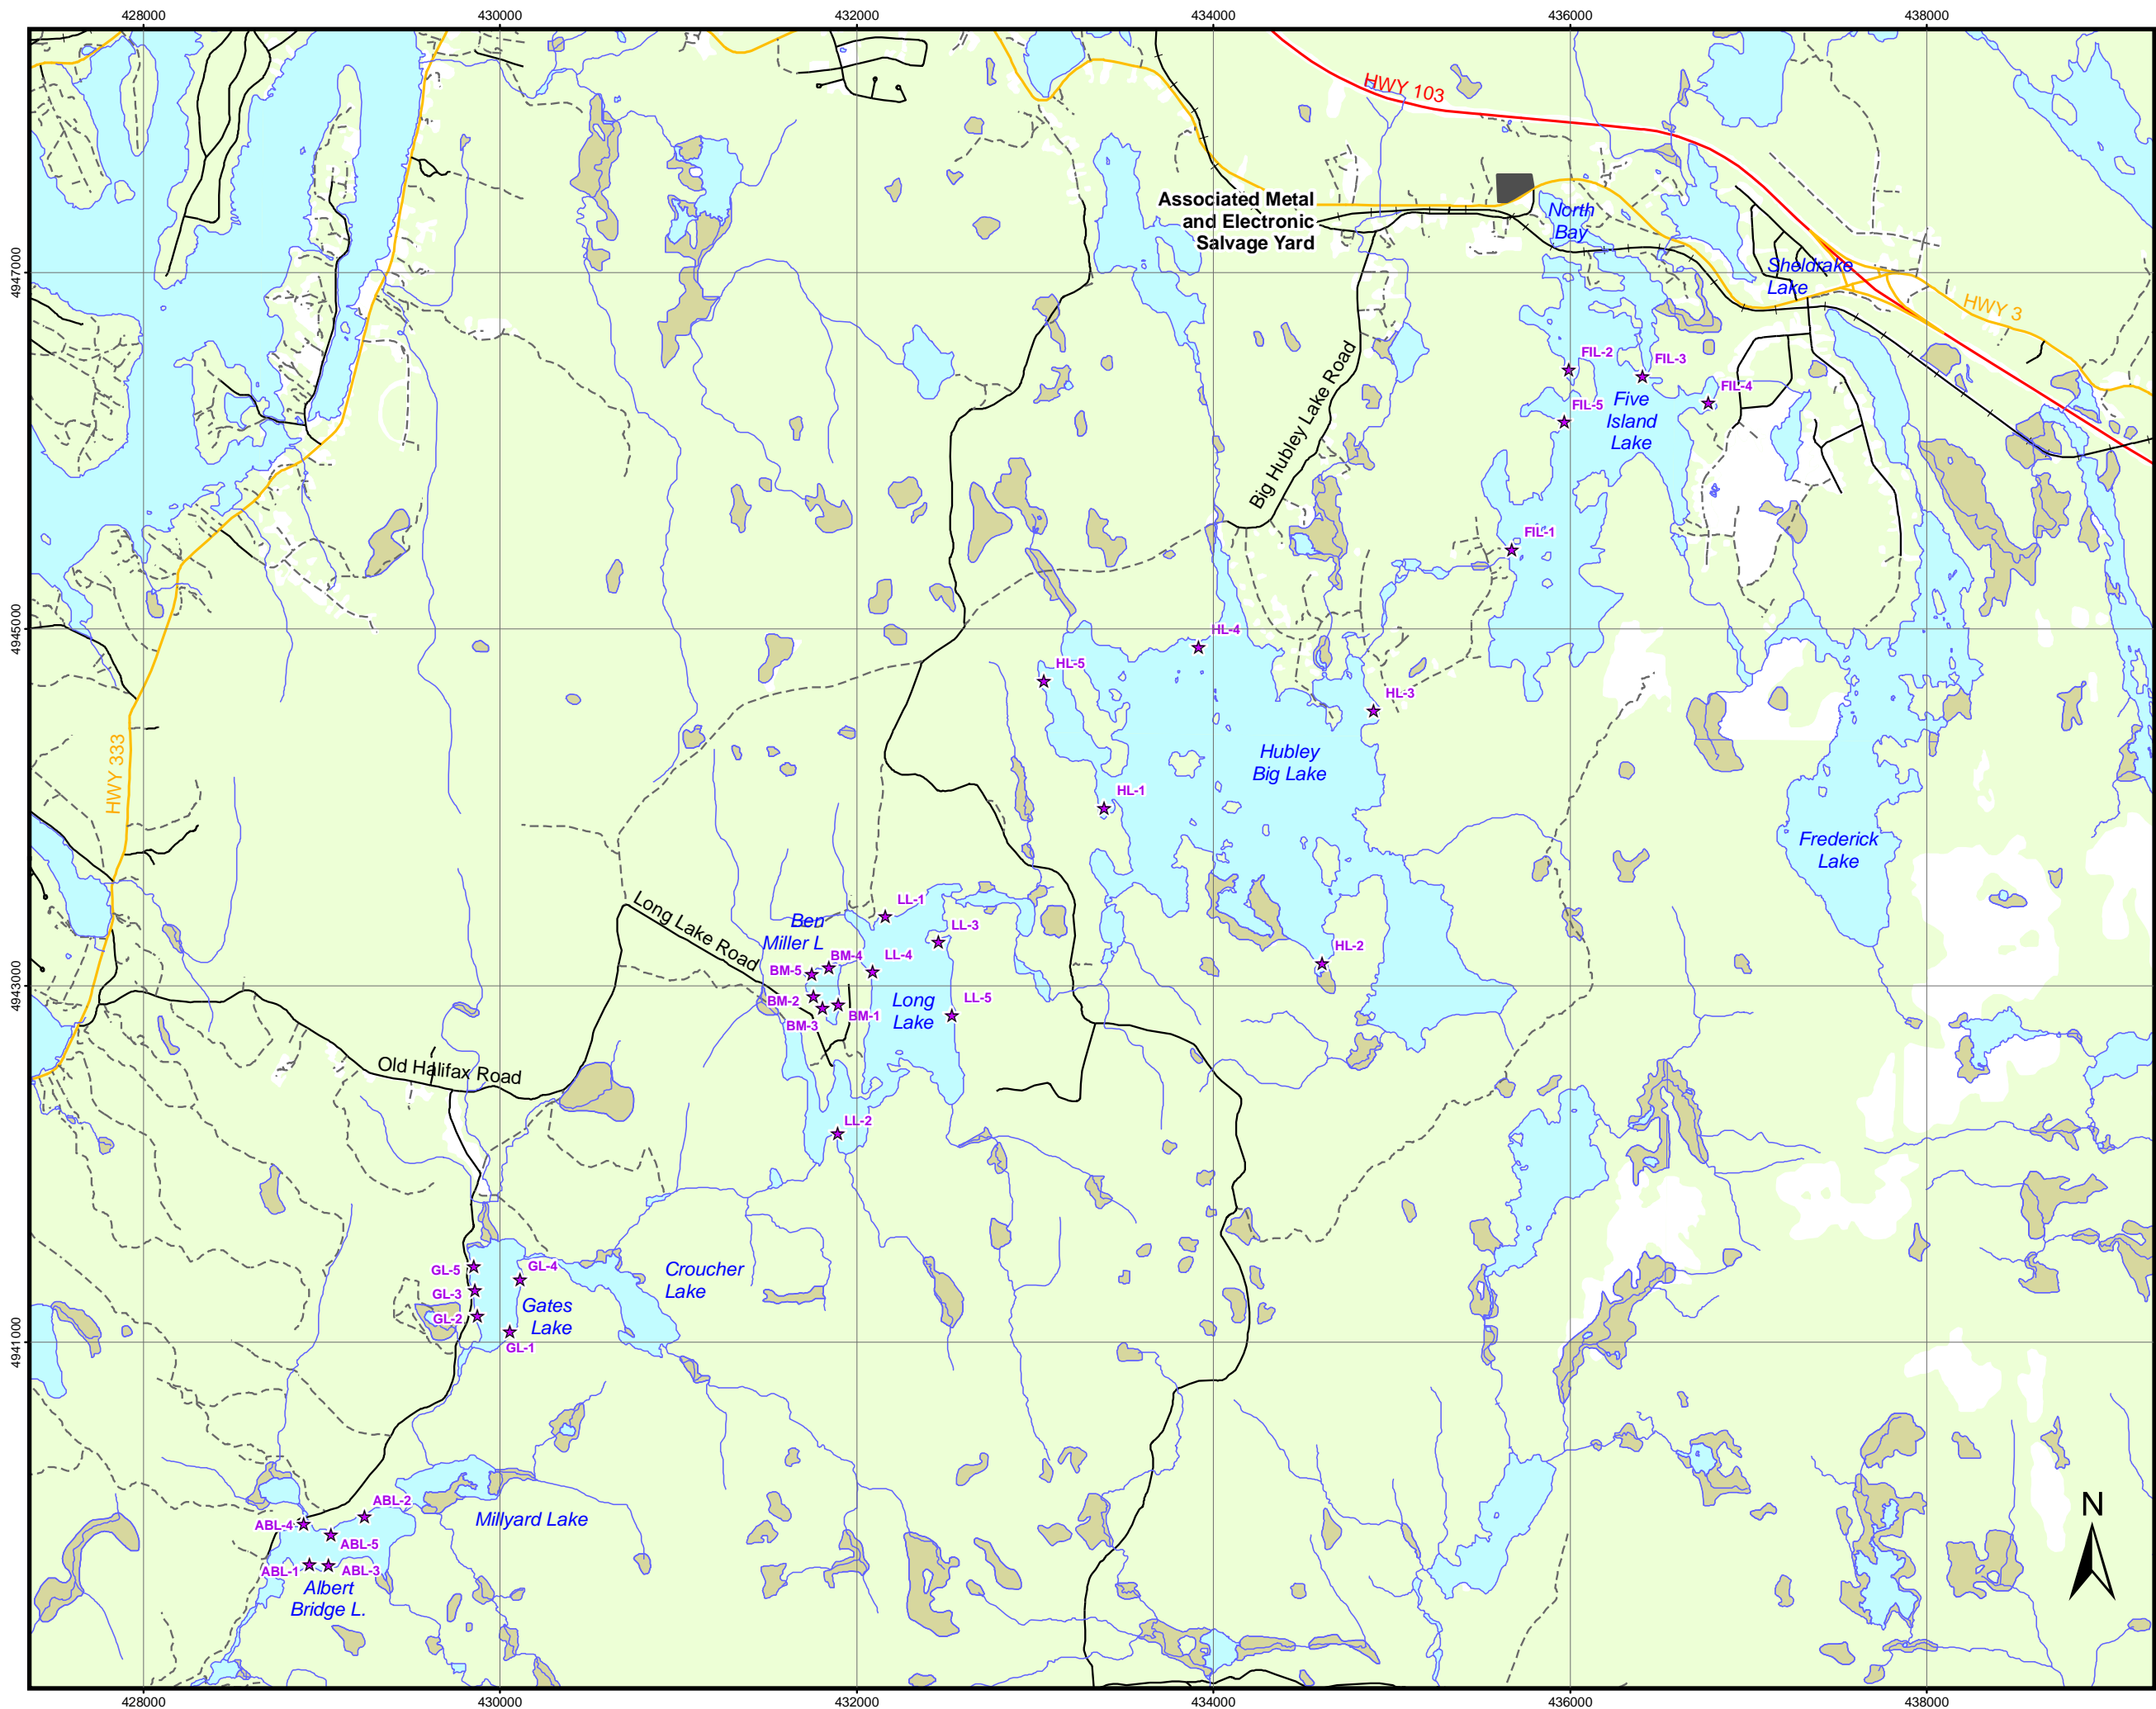 428000
430000
432000
434000
436000
438000
HWY 103
Associated Metal
and Electronic
Salvage Yard
North
Bay
4947000
4947000
Sheldrake
Lake
HWY 3
FIL-2
FIL-3
FIL-4
Five
Island
Lake
FIL-5
Big Hubley Lake Road
FIL-1
4945000
HL-4
HL-5
HL-3
Hubley
Big Lake
HWY 333
HL-1
Frederick
Lake
Long Lake Road
Ben
Miller L
LL-1
LL-3
HL-2
BM-4
LL-4
BM-5
4943000
BM-2
Long
Lake
LL-5
BM-1
BM-3
Old Halifax Road
LL-2
GL-5
GL-4
Croucher
Lake
GL-3
Gates
Lake
GL-2
GL-1
4941000
ABL-2
Millyard Lake
ABL-4
ABL-5
ABL-1
ABL-3
Albert
Bridge L.
N
428000
430000
432000
434000
436000
438000